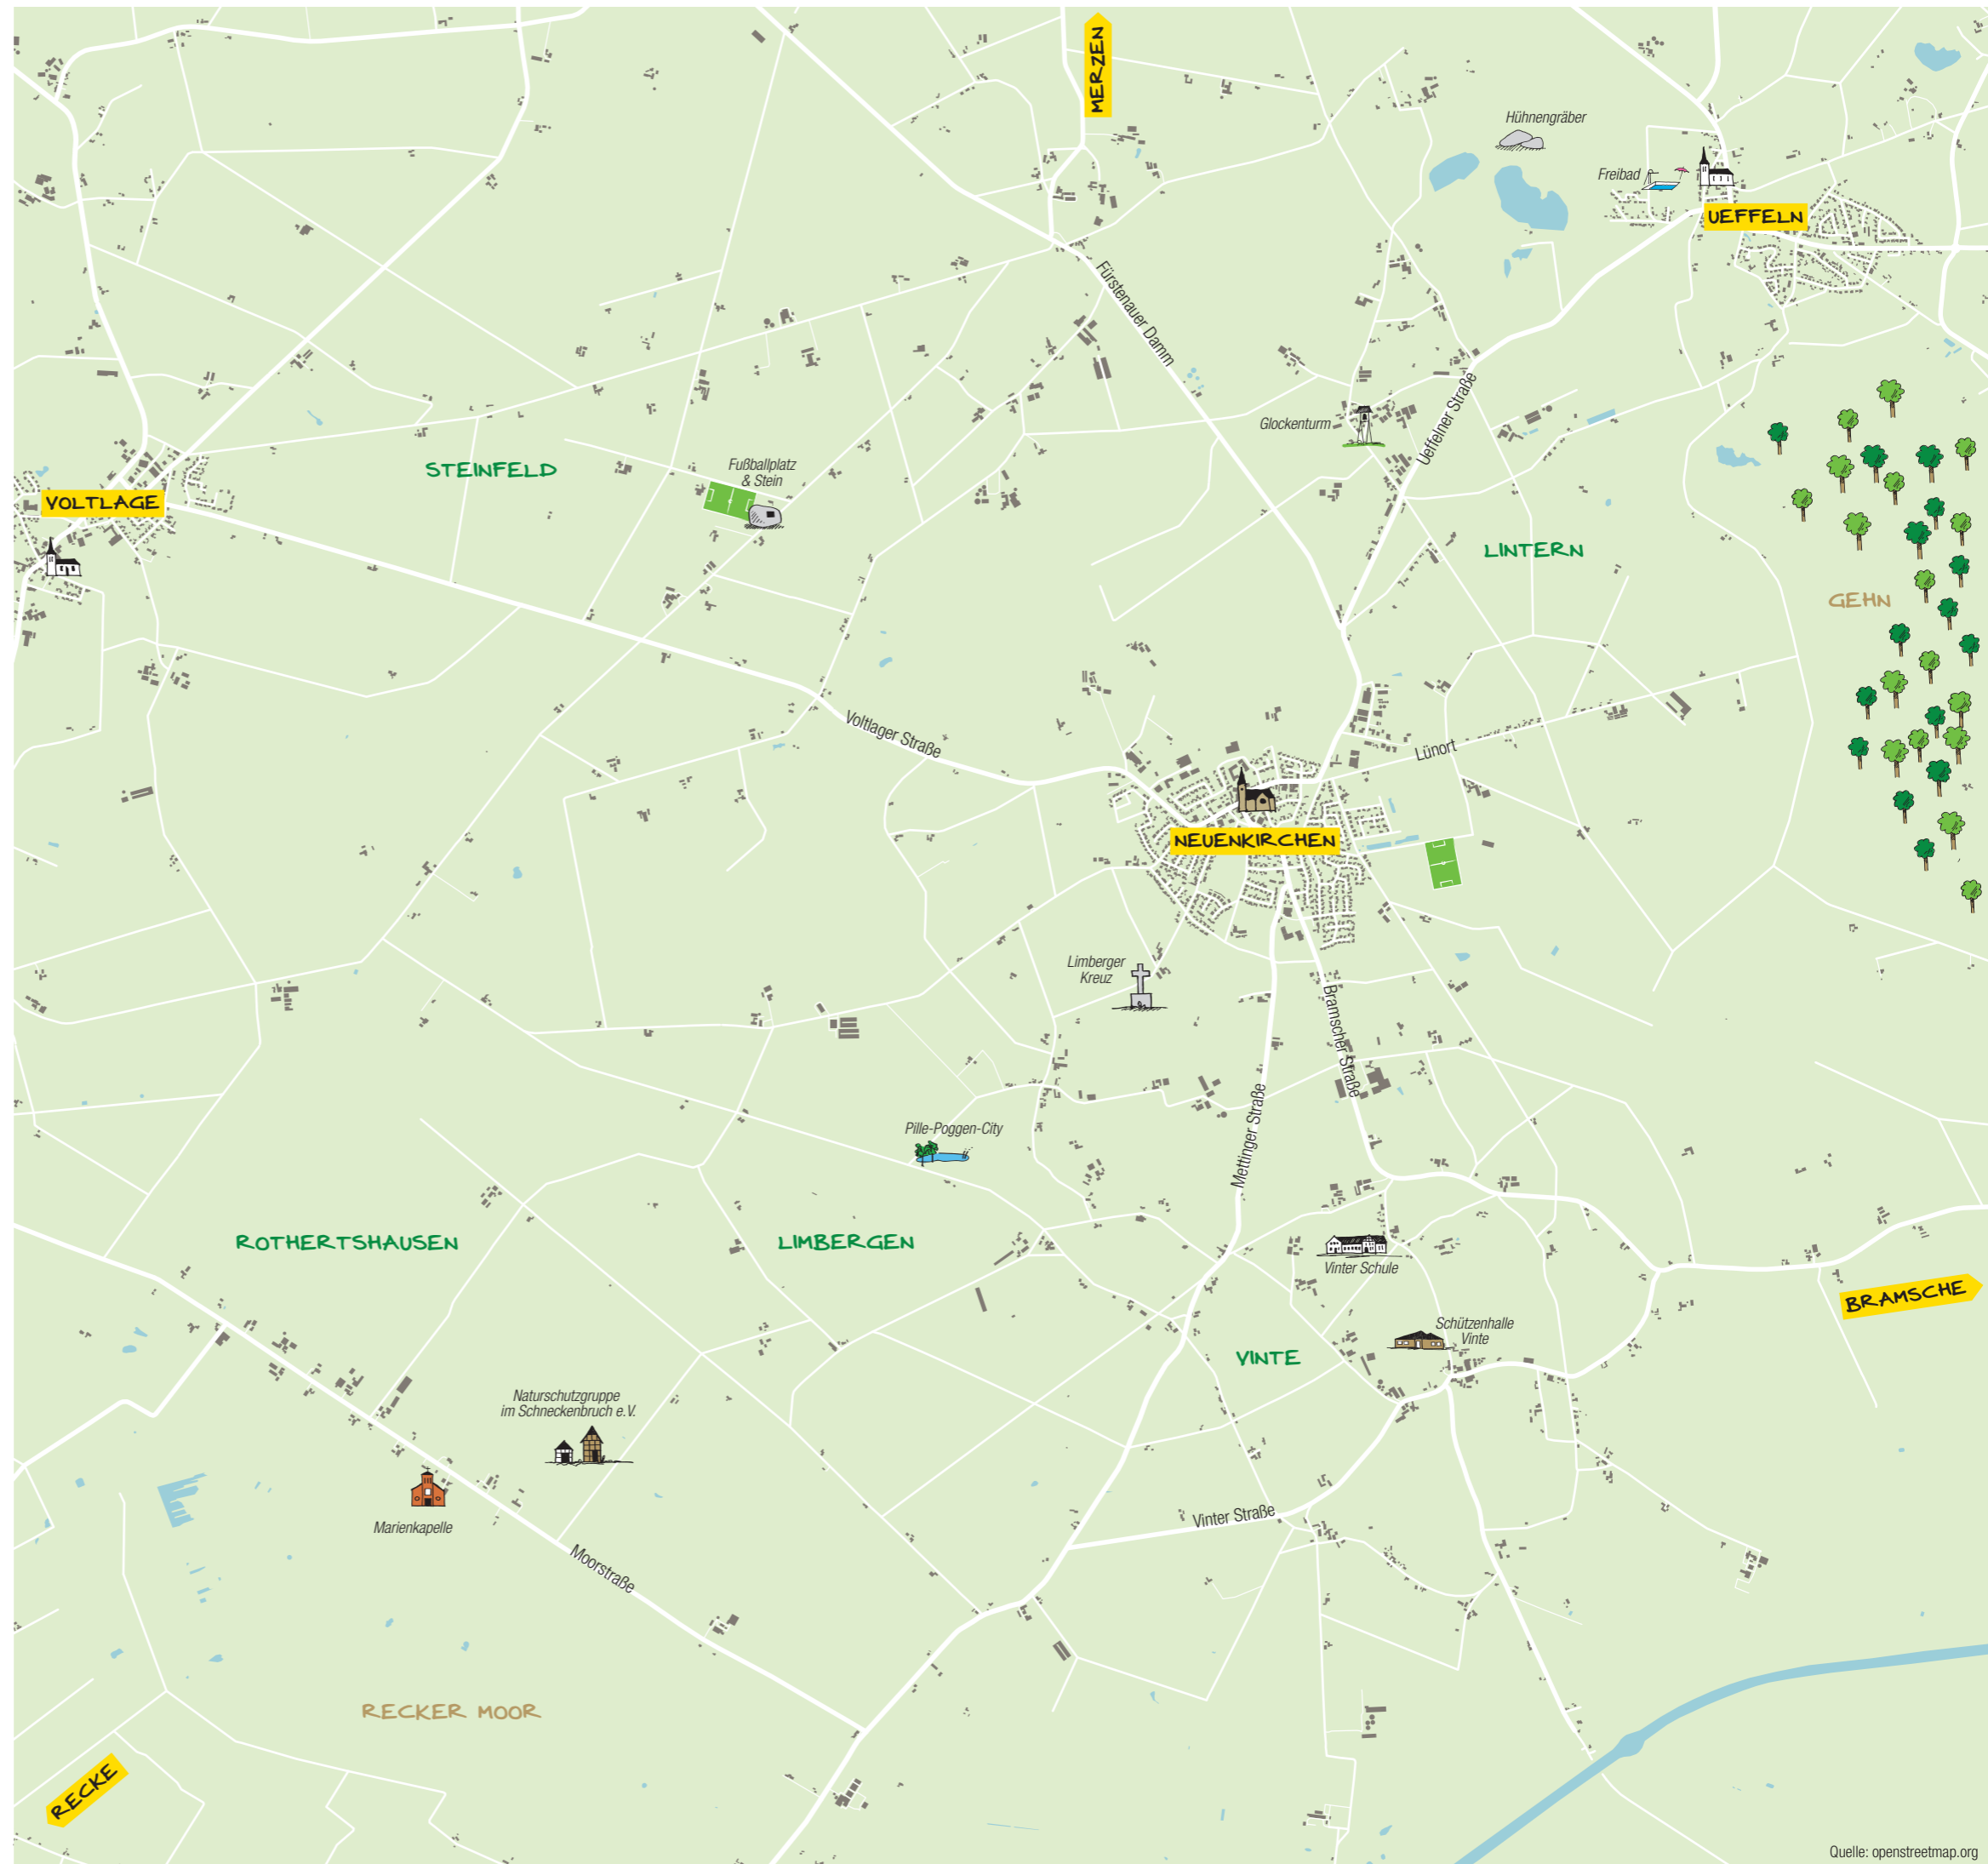 MERZEN
Hühnengräber
Freibad
UEFFELN
Fürstenauer Damm
Ueffelner Straße
Glockenturm
STEINFELD
Fußballplatz
& Stein
VOLTLAGE
LINTERN
GEHN
Voltlager Straße
Lünort
NEUENKIRCHEN
Limberger
Kreuz
Bramscher Straße
Mettinger Straße
Pille-Poggen-City
ROTHERTSHAUSEN
LIMBERGEN
Vinter Schule
BRAMSCHE
Schützenhalle
Vinte
VINTE
Naturschutzgruppe
im Schneckenbruch e.V.
Marienkapelle
Vinter Straße
Moorstraße
RECKER MOOR
RECKE
Quelle: openstreetmap.org